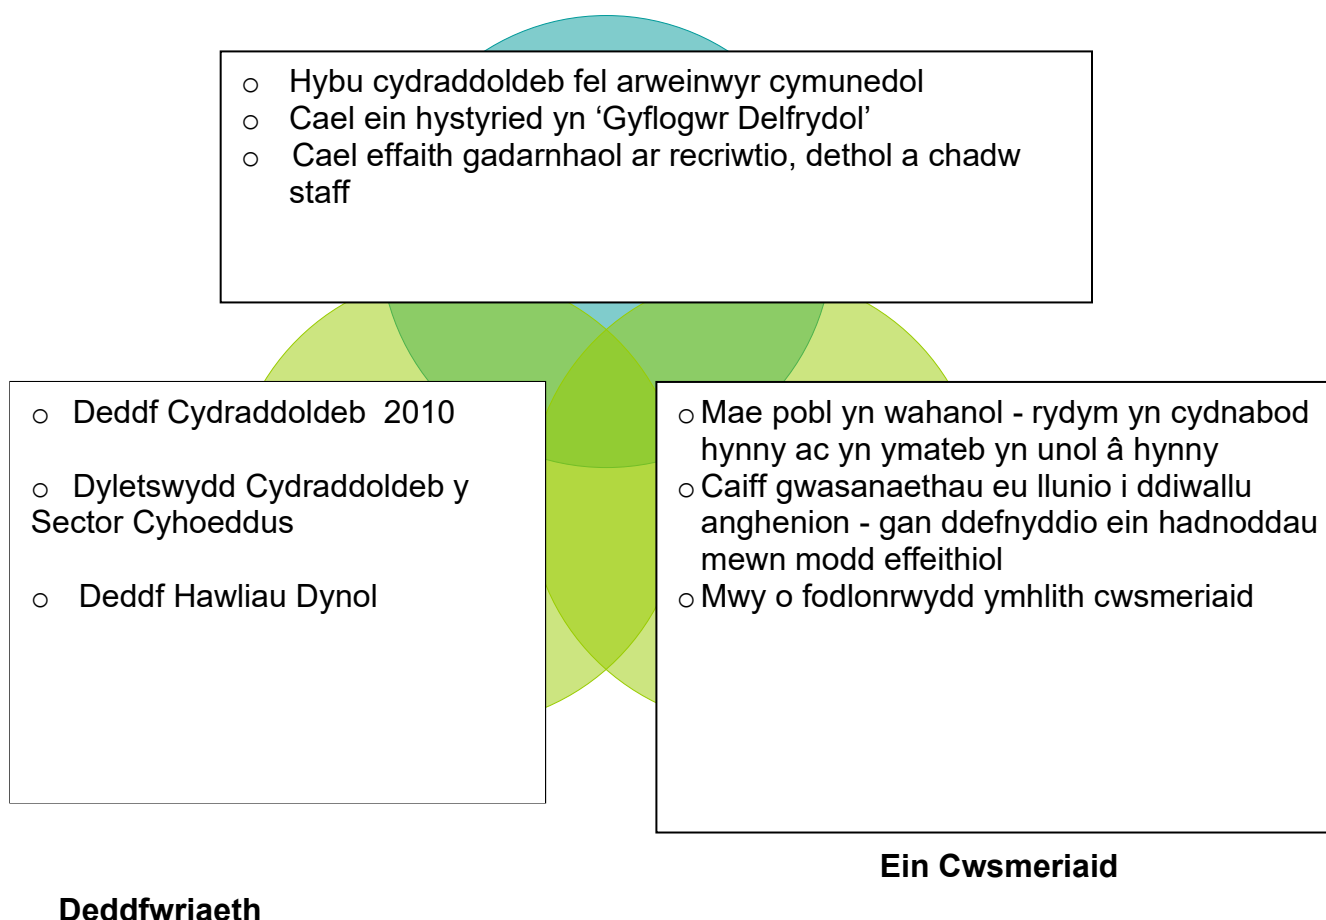 o Hybu cydraddoldeb fel arweinwyr cymunedol
o Cael ein hystyried yn ‘Gyflogwr Delfrydol’
o Cael effaith gadarnhaol ar recriwtio, dethol a chadw
staff
o Deddf Cydraddoldeb 2010
o Dyletswydd Cydraddoldeb y
Sector Cyhoeddus
o Deddf Hawliau Dynol
o Mae pobl yn wahanol - rydym yn cydnabod
hynny ac yn ymateb yn unol â hynny
o Caiff gwasanaethau eu llunio i ddiwallu
anghenion - gan ddefnyddio ein hadnoddau
mewn modd effeithiol
o Mwy o fodlonrwydd ymhlith cwsmeriaid
Ein Cwsmeriaid
Deddfwriaeth